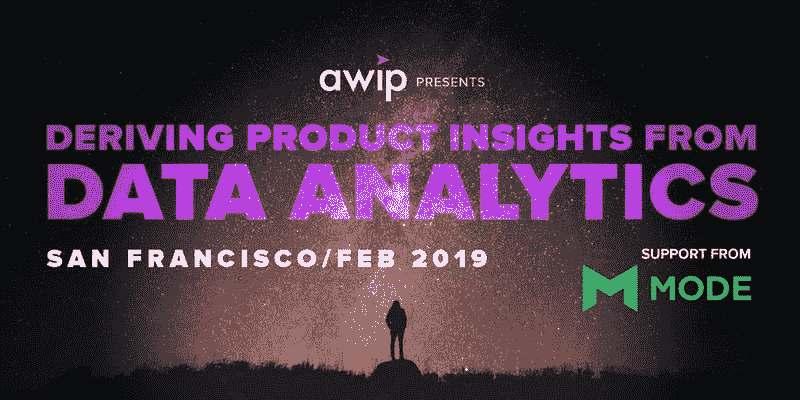 awip PRESENTS
DERIVING PRODUCT INSIGHTS FROM
DATA ANALYTICS
SAN FRANCISCO/FEB 2019
SUPPORT FROM
MODE